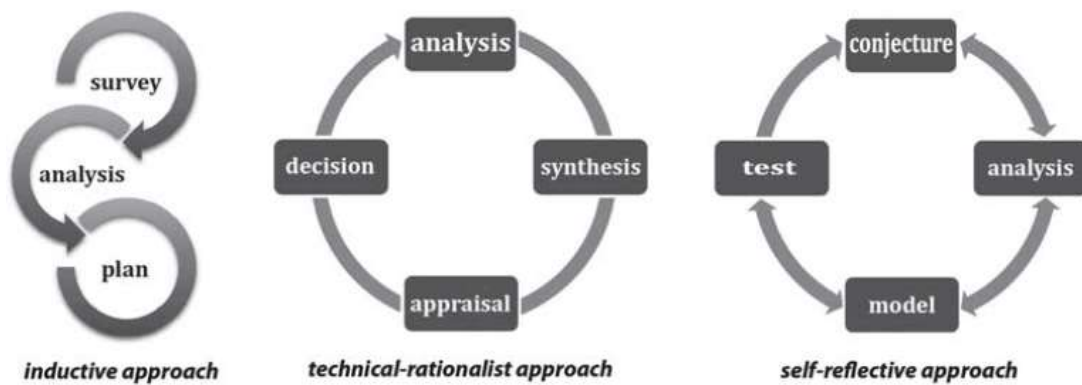 survey
analysis
plan
inductive approach
analysis
decision
synthesis
appraisal
technical-rationalist approach
conjecture
test
analysis
model
self-reflective approach